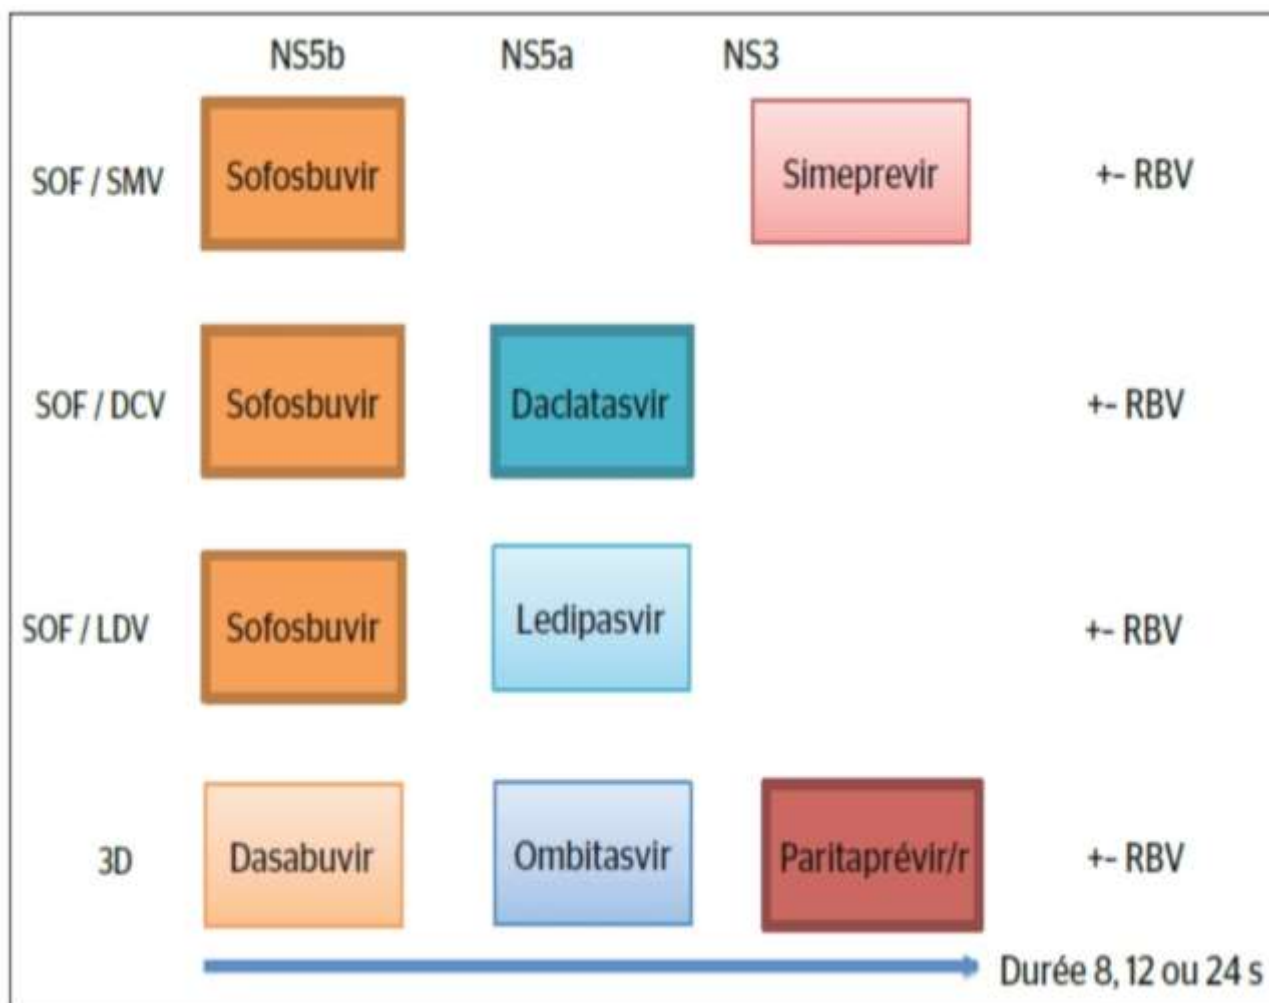 NS5b NS5a NS3
SOF / SMV Sofosbuvir Simeprevir +- RBV
SOF / DCV Sofosbuvir Daclatasvir +- RBV
SOF / LDV Sofosbuvir Ledipasvir +- RBV
3D Dasabuvir Ombitasvir Paritaprévir/r +- RBV
Durée 8, 12 ou 24 s